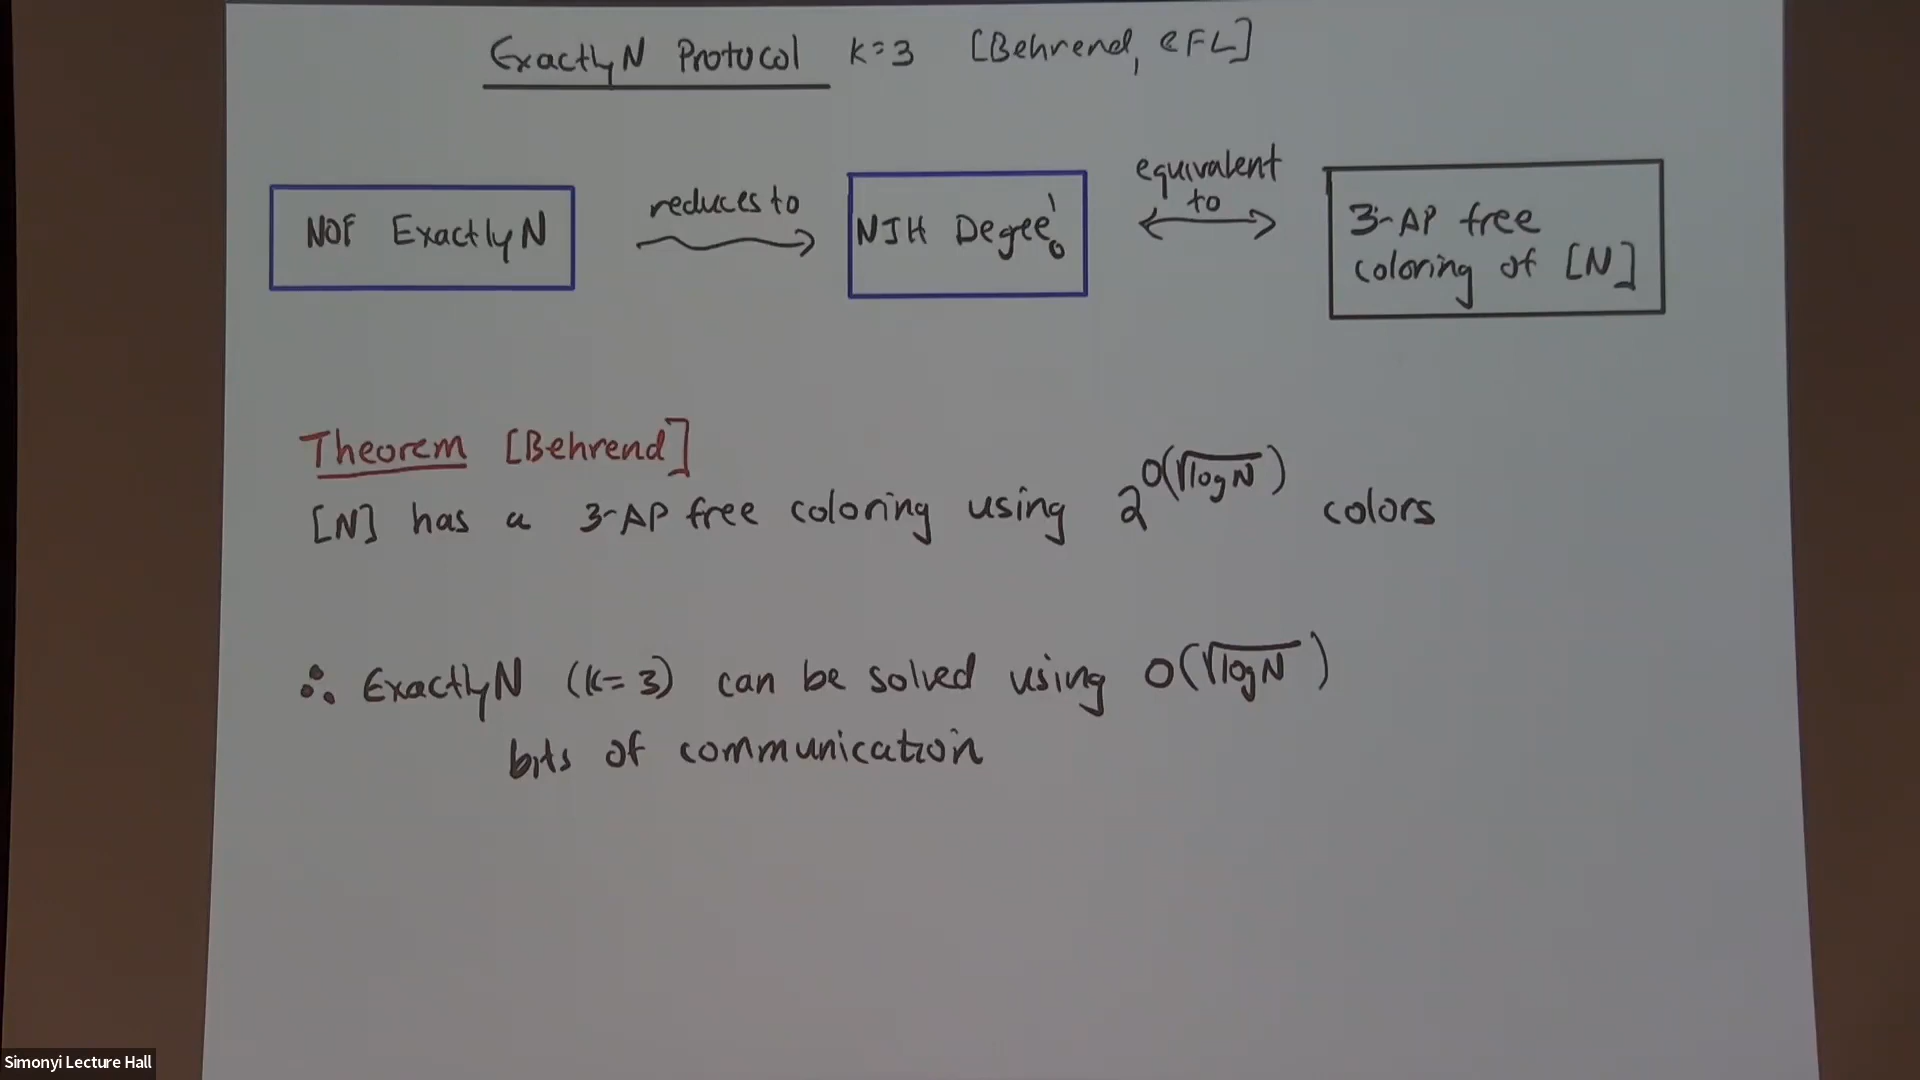 ExactlyN Protocol k=3 [Behrend, CFL]
NOF ExactlyN
reduces to
NIH Degree¹₀
equivalent
to
3-AP free
coloring of [N]
Theorem [Behrend]
[N] has a 3-AP free coloring using 2^O(√logN) colors
∴ ExactlyN (k=3) can be solved using O(√logN)
bits of communication
Simonyi Lecture Hall